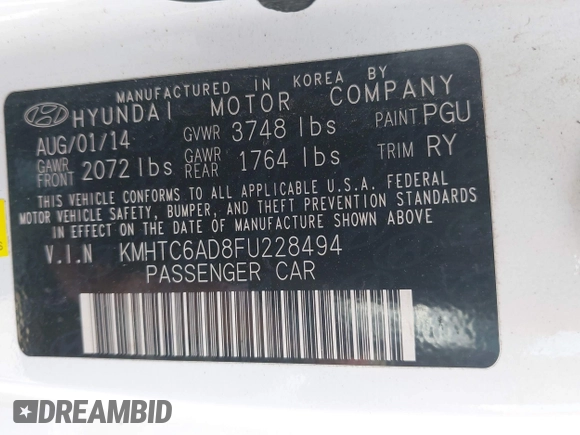 MANUFACTURED IN KOREA BY
HYUNDAI MOTOR COMPANY
AUG/01/14 GVWR 3748 lbs PAINT PGU
GAWR FRONT 2072 lbs GAWR REAR 1764 lbs TRIM RY
THIS VEHICLE CONFORMS TO ALL APPLICABLE U.S.A. FEDERAL
MOTOR VEHICLE SAFETY, BUMPER, AND THEFT PREVENTION STANDARDS
IN EFFECT ON THE DATE OF MANUFACTURE SHOWN ABOVE.
V.I.N KMHTC6AD8FU228494
PASSENGER CAR
DREAMBID